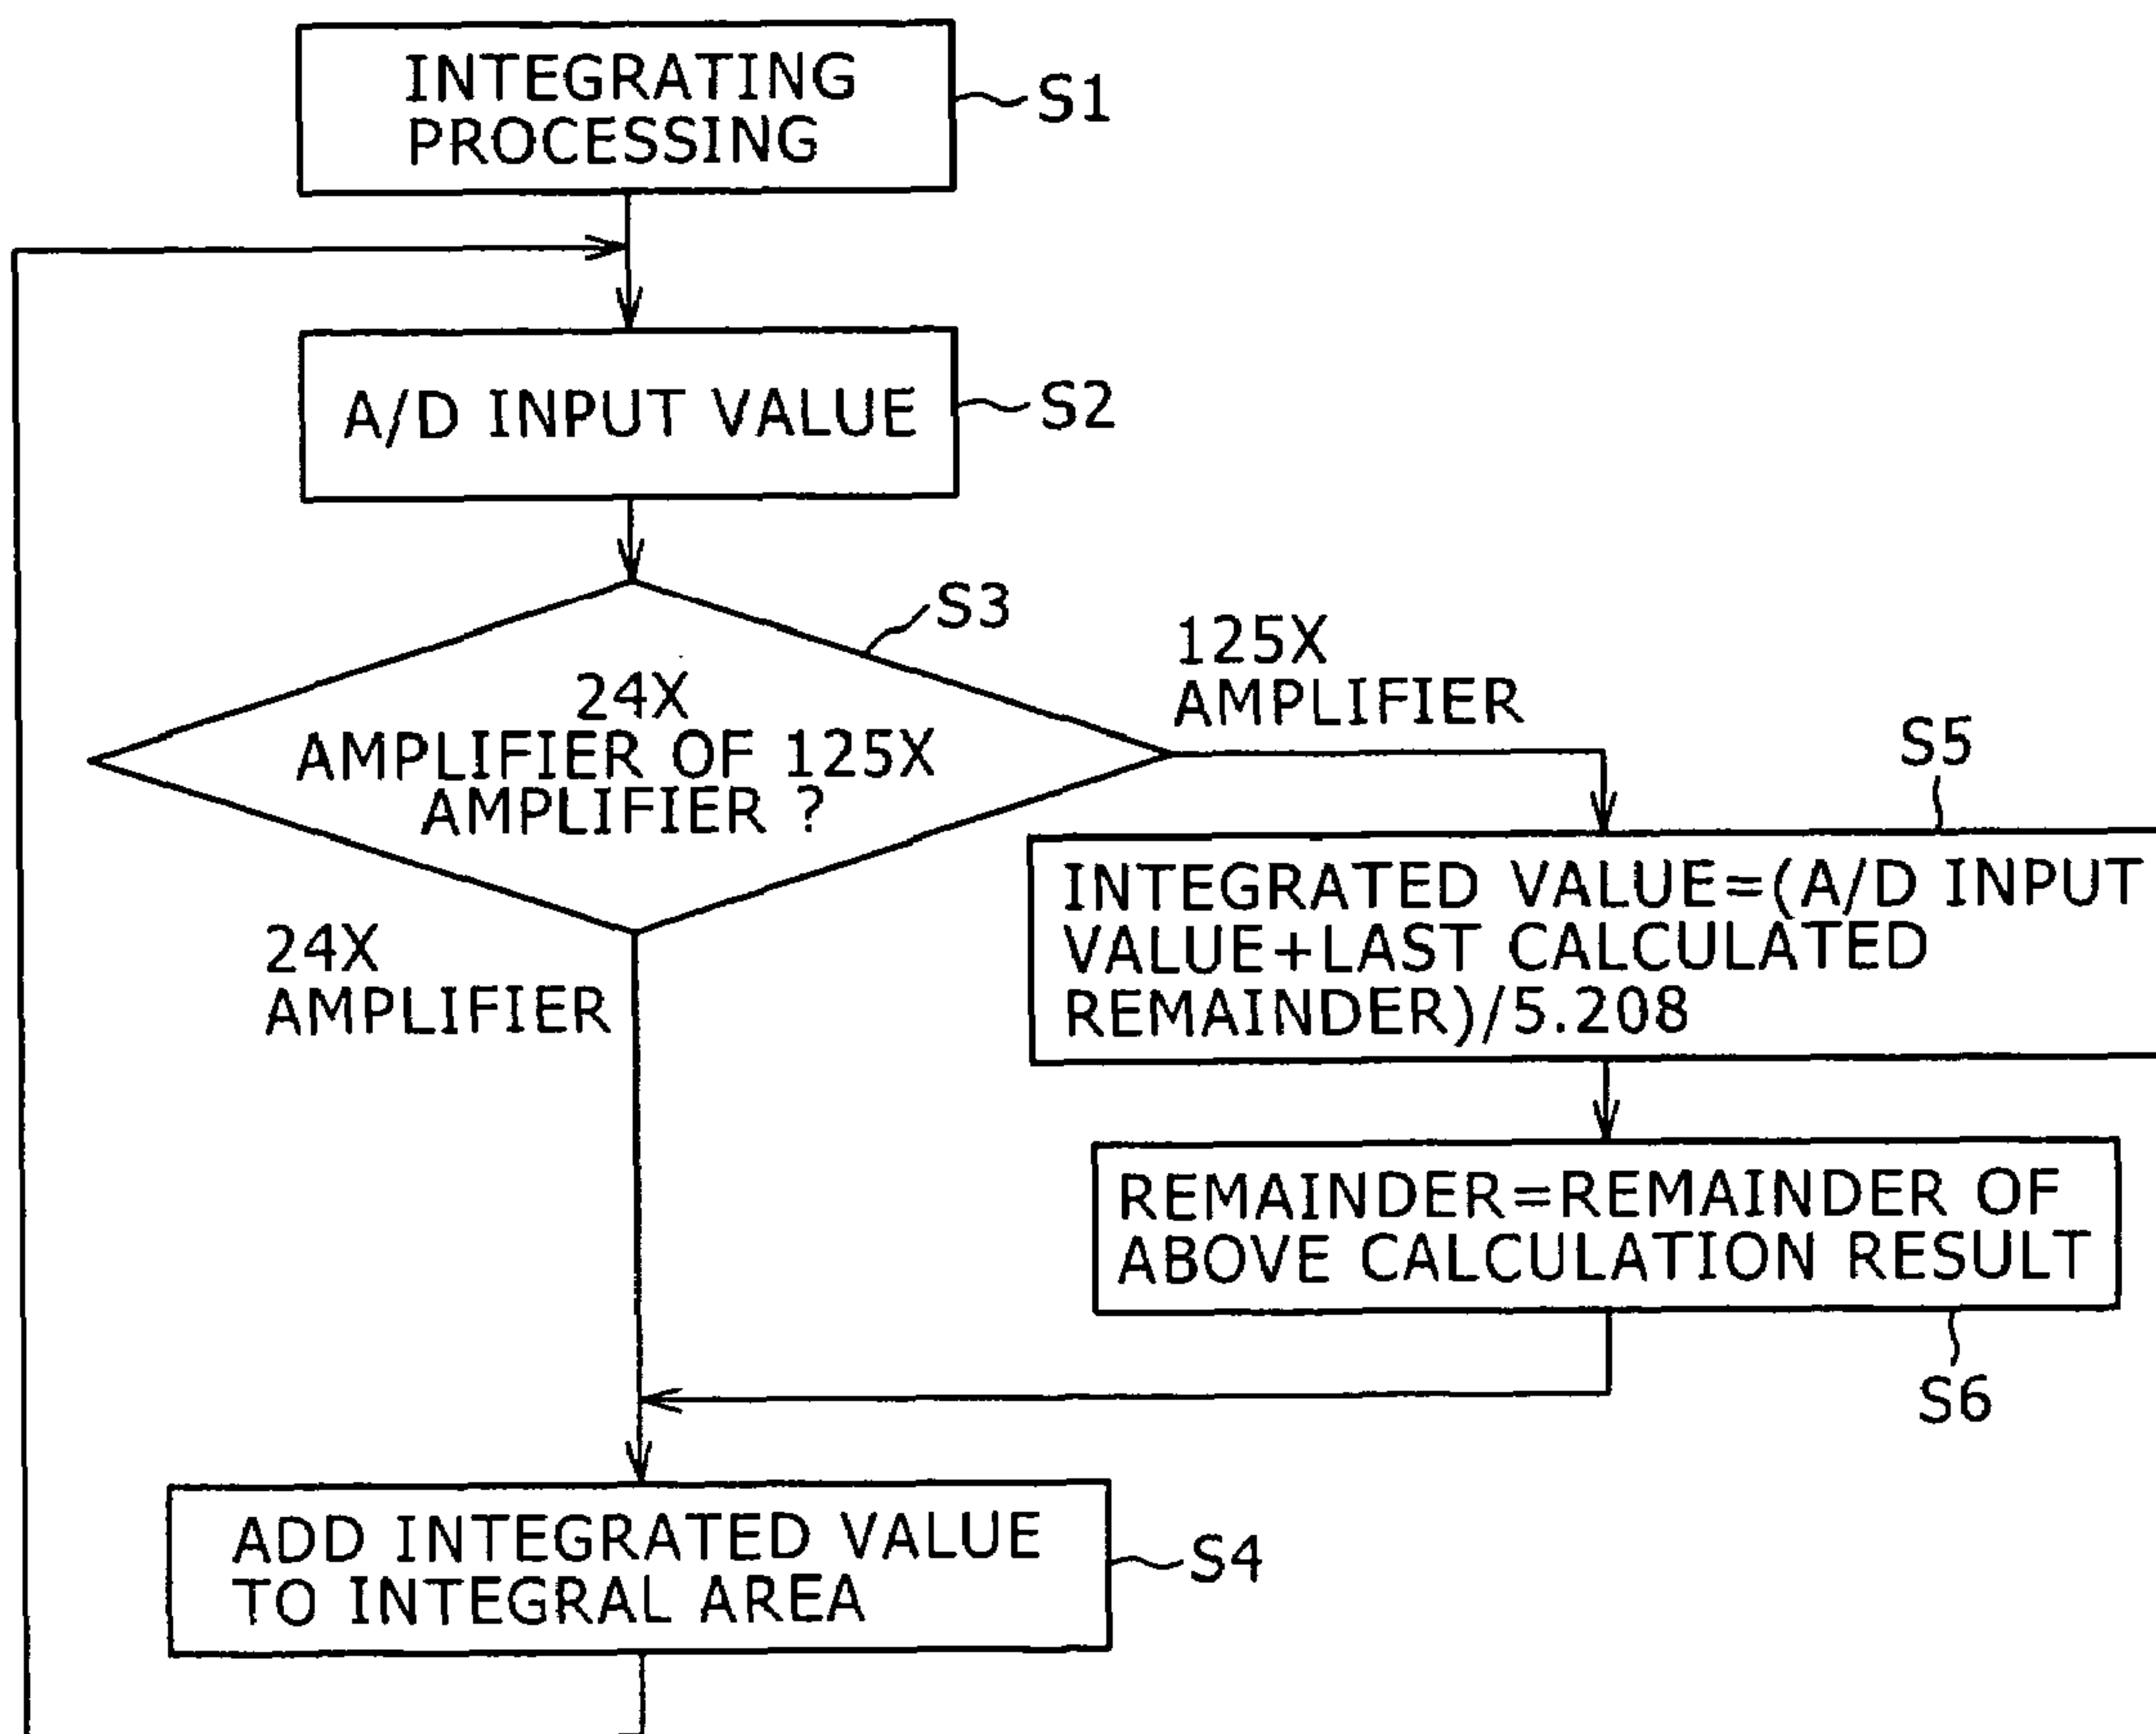 INTEGRATING
PROCESSING
S1
A/D INPUT VALUE
S2
S3
24X
AMPLIFIER OF 125X
AMPLIFIER ?
125X
AMPLIFIER
24X
AMPLIFIER
S5
INTEGRATED VALUE=(A/D INPUT
VALUE+LAST CALCULATED
REMAINDER)/5.208
REMAINDER=REMAINDER OF
ABOVE CALCULATION RESULT
S6
ADD INTEGRATED VALUE
TO INTEGRAL AREA
S4